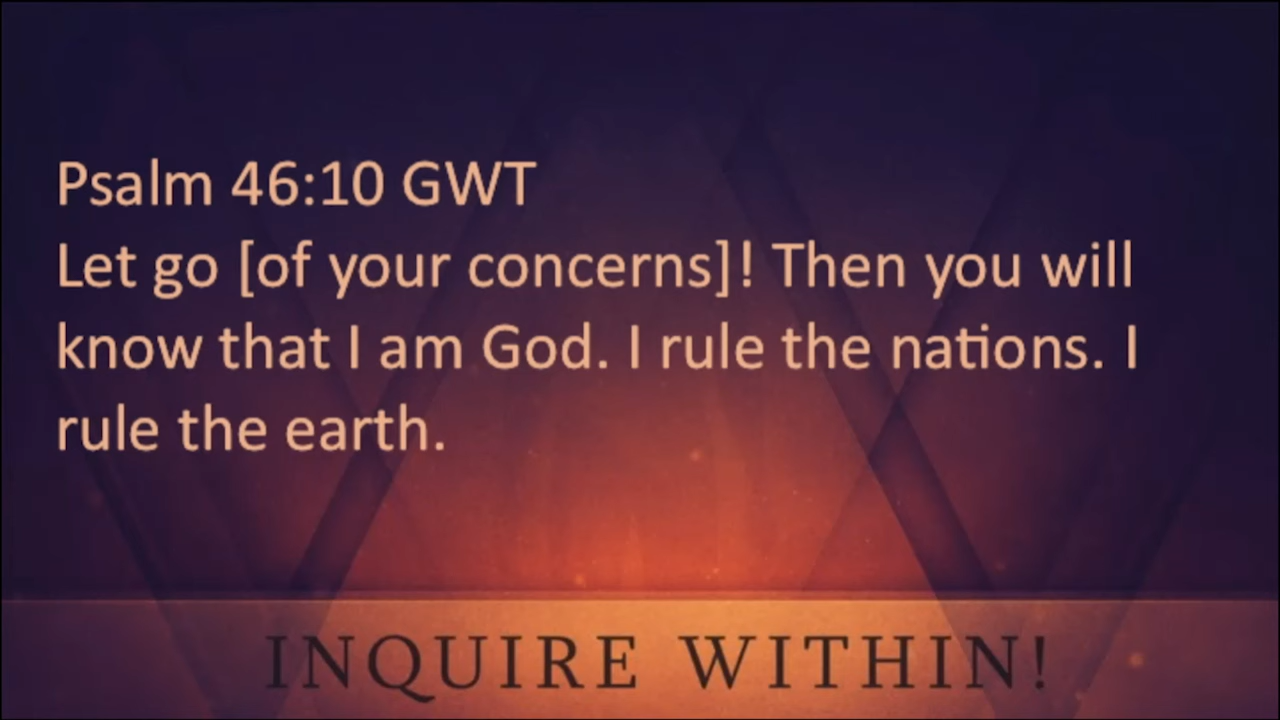 Psalm 46:10 GWT
Let go [of your concerns]! Then you will
know that I am God. I rule the nations. I
rule the earth.
INQUIRE WITHIN!